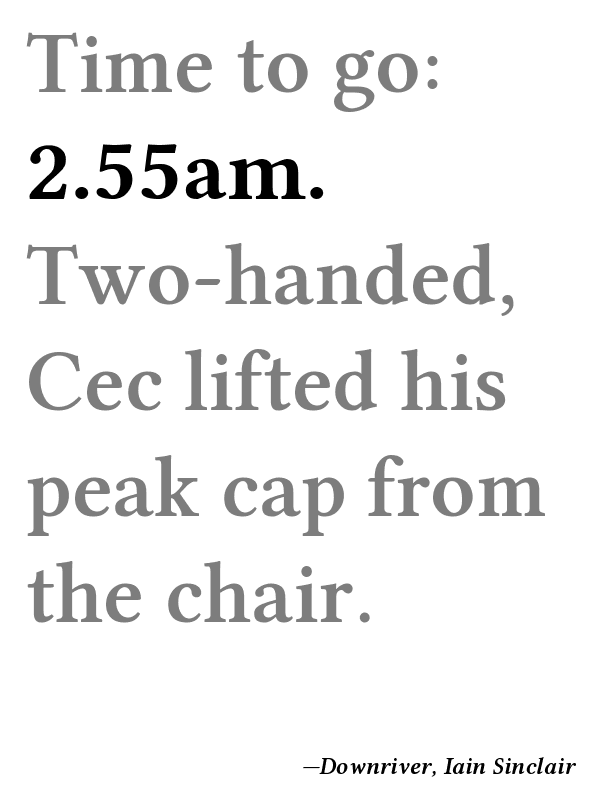 Time to go:
2.55am.
Two-handed,
Cec lifted his
peak cap from
the chair.
—Downriver, Iain Sinclair